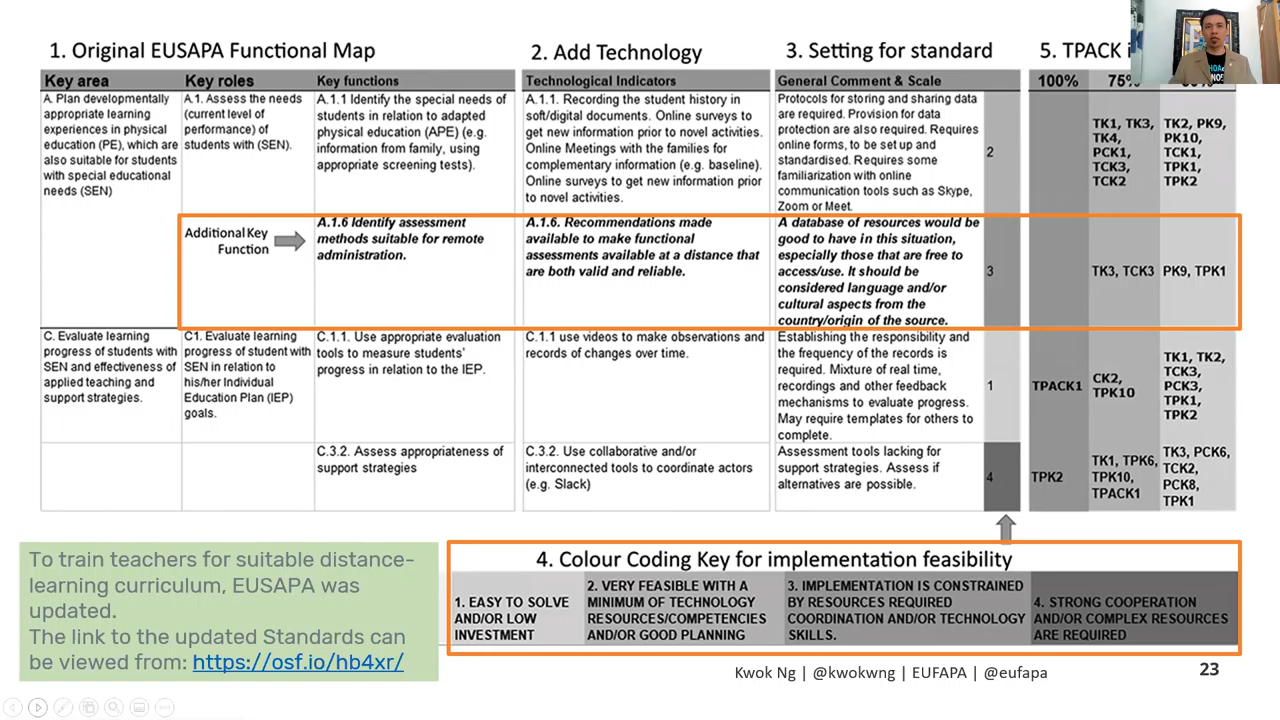 1. Original EUSAPA Functional Map
2. Add Technology
3. Setting for standard
5. TPACK i
Key area
Key roles
Key functions
Technological Indicators
General Comment & Scale
100%
75%
A. Plan developmentally
appropriate learning
experiences in physical
education (PE), which are
also suitable for students
with special educational
needs (SEN)
A.1. Assess the needs
(current level of
performance) of
students with (SEN).
A.1.1 Identify the special needs of
students in relation to adapted
physical education (APE) (e.g.
information from family, using
appropriate screening tests).
A.1.1. Recording the student history in
soft/digital documents. Online surveys to
get new information prior to novel activities.
Online Meetings with the families for
complementary information (e.g. baseline).
Online surveys to get new information prior
to novel activities.
Protocols for storing and sharing data
are required. Provision for data
protection are also required. Requires
online forms, to be set up and
standardised. Requires some
familiarization with online
communication tools such as Skype,
Zoom or Meet.
2
TK1, TK3,
TK4,
PCK1,
TCK3,
TCK2
TK2, PK9,
PK10,
TCK1,
TPK1,
TPK2
Additional Key
Function
A.1.6 Identify assessment
methods suitable for remote
administration.
A.1.6. Recommendations made
available to make functional
assessments available at a distance that
are both valid and reliable.
A database of resources would be
good to have in this situation,
especially those that are free to
access/use. It should be
considered language and/or
cultural aspects from the
country/origin of the source.
3
TK3, TCK3
PK9, TPK1
C. Evaluate learning
progress of students with
SEN and effectiveness of
applied teaching and
support strategies.
C1. Evaluate learning
progress of student with
SEN in relation to
his/her Individual
Education Plan (IEP)
goals.
C.1.1. Use appropriate evaluation
tools to measure students'
progress in relation to the IEP.
C.1.1 use videos to make observations and
records of changes over time.
Establishing the responsibility and
the frequency of the records is
required. Mixture of real time,
recordings and other feedback
mechanisms to evaluate progress.
May require templates for others to
complete.
1
TPACK1
CK2,
TPK10
TK1, TK2,
TCK3,
PCK3,
TPK1,
TPK2
C.3.2. Assess appropriateness of
support strategies
C.3.2. Use collaborative and/or
interconnected tools to coordinate actors
(e.g. Slack)
Assessment tools lacking for
support strategies. Assess if
alternatives are possible.
4
TPK2
TK1, TPK6,
TPK10,
TPACK1
TK3, PCK6,
TCK2,
PCK8,
TPK1
To train teachers for suitable distance-
learning curriculum, EUSAPA was
updated.
The link to the updated Standards can
be viewed from: https://osf.io/hb4xr/
4. Colour Coding Key for implementation feasibility
1. EASY TO SOLVE
AND/OR LOW
INVESTMENT
2. VERY FEASIBLE WITH A
MINIMUM OF TECHNOLOGY
RESOURCES/COMPETENCIES
AND/OR GOOD PLANNING
3. IMPLEMENTATION IS CONSTRAINED
BY RESOURCES REQUIRED
COORDINATION AND/OR TECHNOLOGY
SKILLS.
4. STRONG COOPERATION
AND/OR COMPLEX RESOURCES
ARE REQUIRED
Kwok Ng | @kwokwng | EUFAPA | @eufapa
23